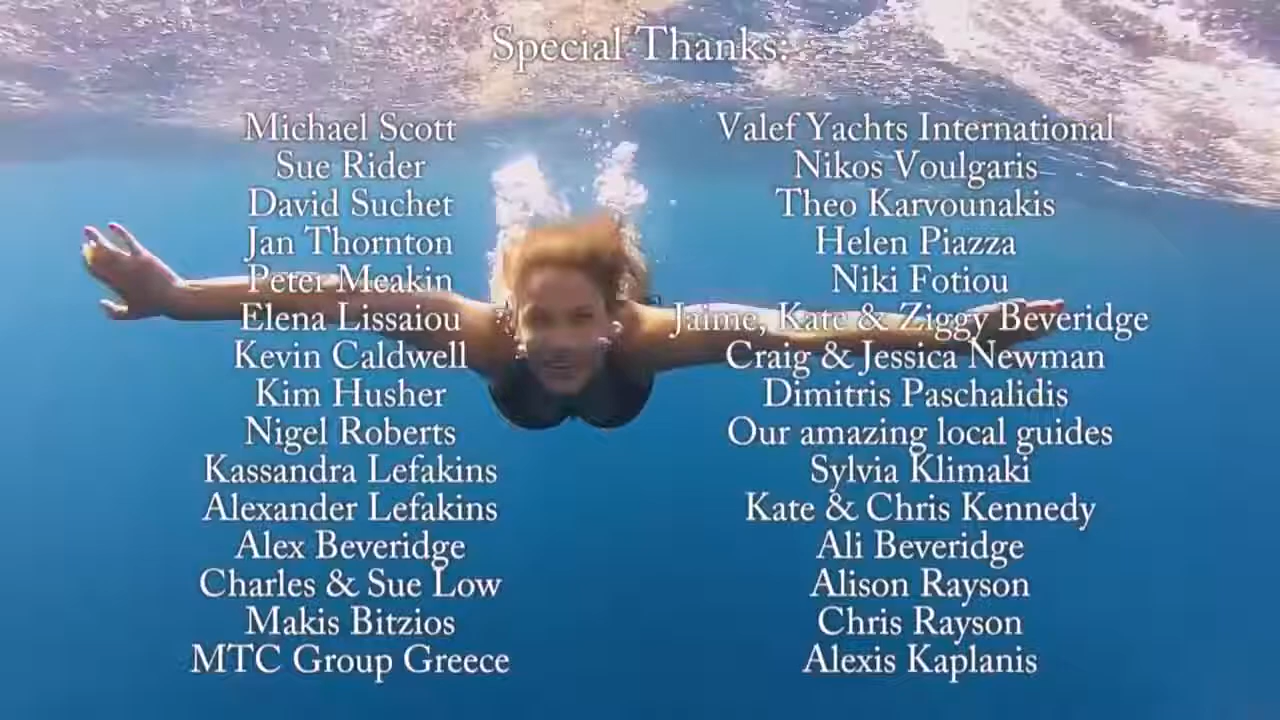 Special Thanks:
Michael Scott
Sue Rider
David Suchet
Jan Thornton
Peter Meakin
Elena Lissaiou
Kevin Caldwell
Kim Husher
Nigel Roberts
Kassandra Lefakins
Alexander Lefakins
Alex Beveridge
Charles & Sue Low
Makis Bitzios
MTC Group Greece
Valef Yachts International
Nikos Voulgaris
Theo Karvounakis
Helen Piazza
Niki Fotiou
Jaime, Kate & Ziggy Beveridge
Craig & Jessica Newman
Dimitris Paschalidis
Our amazing local guides
Sylvia Klimaki
Kate & Chris Kennedy
Ali Beveridge
Alison Rayson
Chris Rayson
Alexis Kaplanis